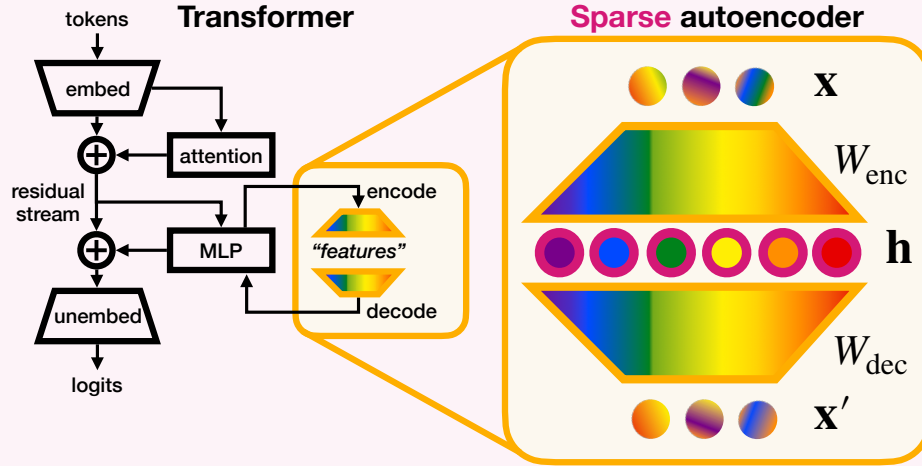 Transformer
tokens
embed
attention
residual
stream
MLP
unembed
logits
encode
“features”
decode
Sparse autoencoder
x
W_enc
h
W_dec
x′